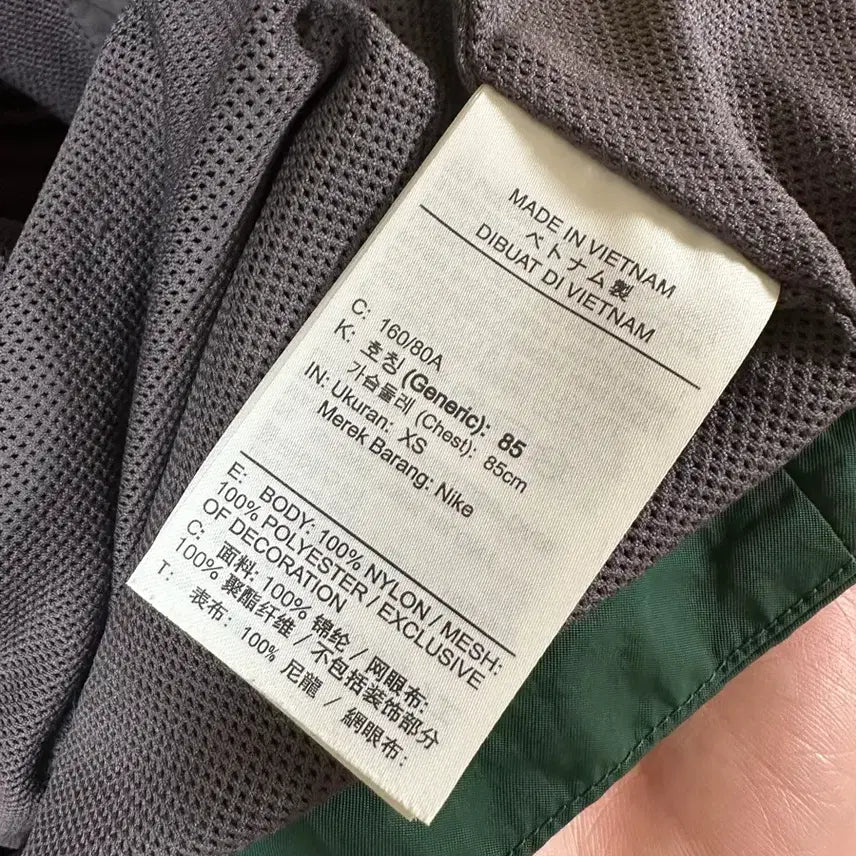 MADE IN VIETNAM
ベトナム製
DIBUAT DI VIETNAM
C: 160/80A
K: 호칭 (Generic): 85
가슴둘레 (Chest): 85cm
IN: Ukuran: XS
Merek Barang: Nike
E: BODY: 100% NYLON / MESH:
100% POLYESTER / EXCLUSIVE
OF DECORATION
C: 面料: 100% 锦纶 / 网眼布:
100% 聚酯纤维 / 不包括装饰部分
T: 表布: 100% 尼龍 / 網眼布: